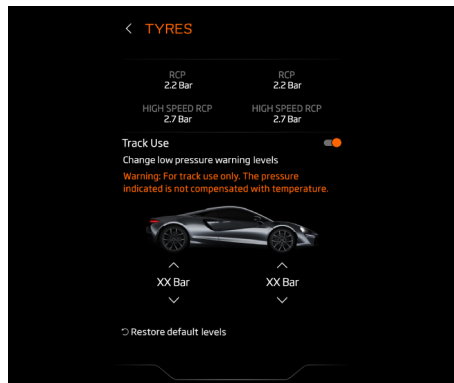 TYRES
RCP RCP
2.2 Bar 2.2 Bar
HIGH SPEED RCP HIGH SPEED RCP
2.7 Bar 2.7 Bar
Track Use
Change low pressure warning levels
Warning: For track use only. The pressure
indicated is not compensated with temperature.
XX Bar XX Bar
Restore default levels